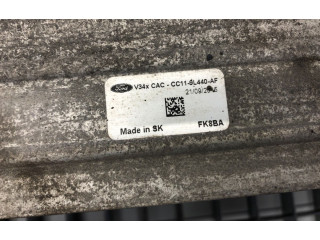 Ford V34x CAC - CC11-9L440-AF
Made in SK FK8BA